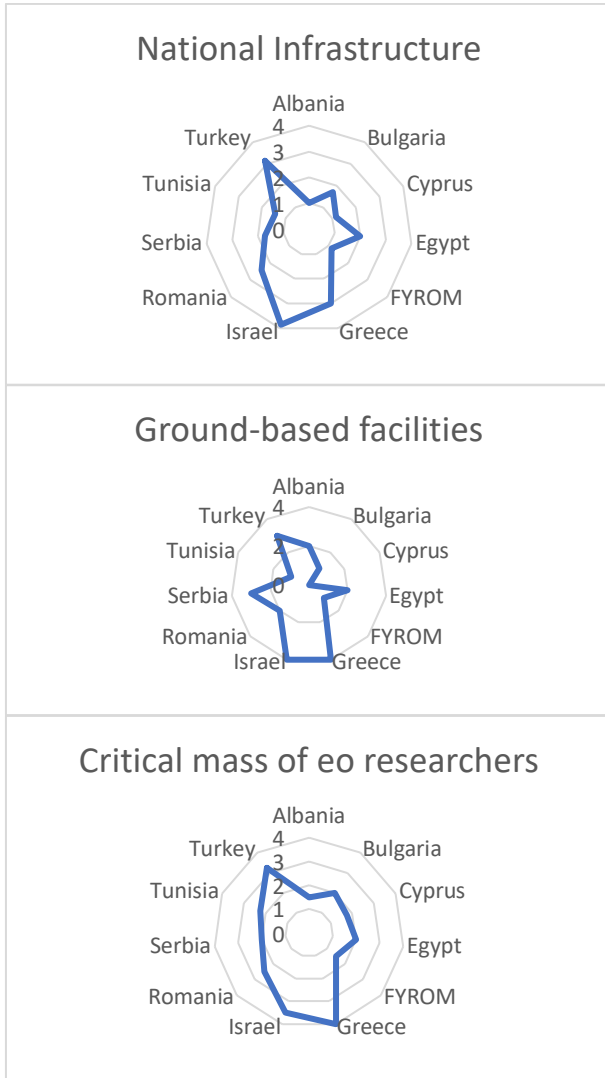 National Infrastructure
Albania
Turkey 4 Bulgaria
3
Tunisia 2 Cyprus
1
Serbia 0 Egypt
Romania FYROM
Israel Greece
Ground-based facilities
Albania
Turkey 4 Bulgaria
Tunisia 2 Cyprus
Serbia 0 Egypt
Romania FYROM
Israel Greece
Critical mass of eo researchers
Albania
Turkey 4 Bulgaria
3
Tunisia 2 Cyprus
1
Serbia 0 Egypt
Romania FYROM
Israel Greece